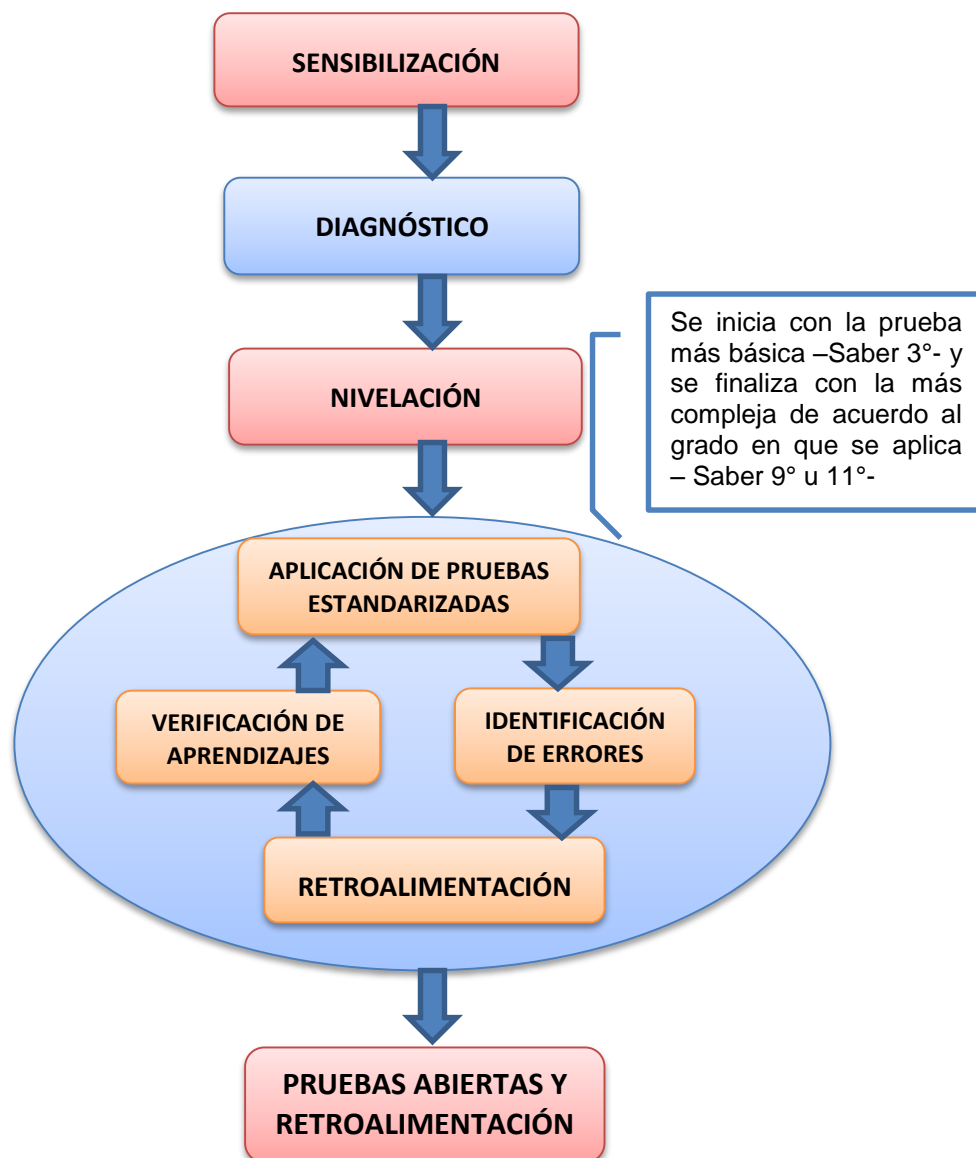 SENSIBILIZACIÓN
DIAGNÓSTICO
NIVELACIÓN
Se inicia con la prueba
más básica –Saber 3°- y
se finaliza con la más
compleja de acuerdo al
grado en que se aplica
– Saber 9° u 11°-
APLICACIÓN DE PRUEBAS
ESTANDARIZADAS
VERIFICACIÓN DE
APRENDIZAJES
IDENTIFICACIÓN
DE ERRORES
RETROALIMENTACIÓN
PRUEBAS ABIERTAS Y
RETROALIMENTACIÓN